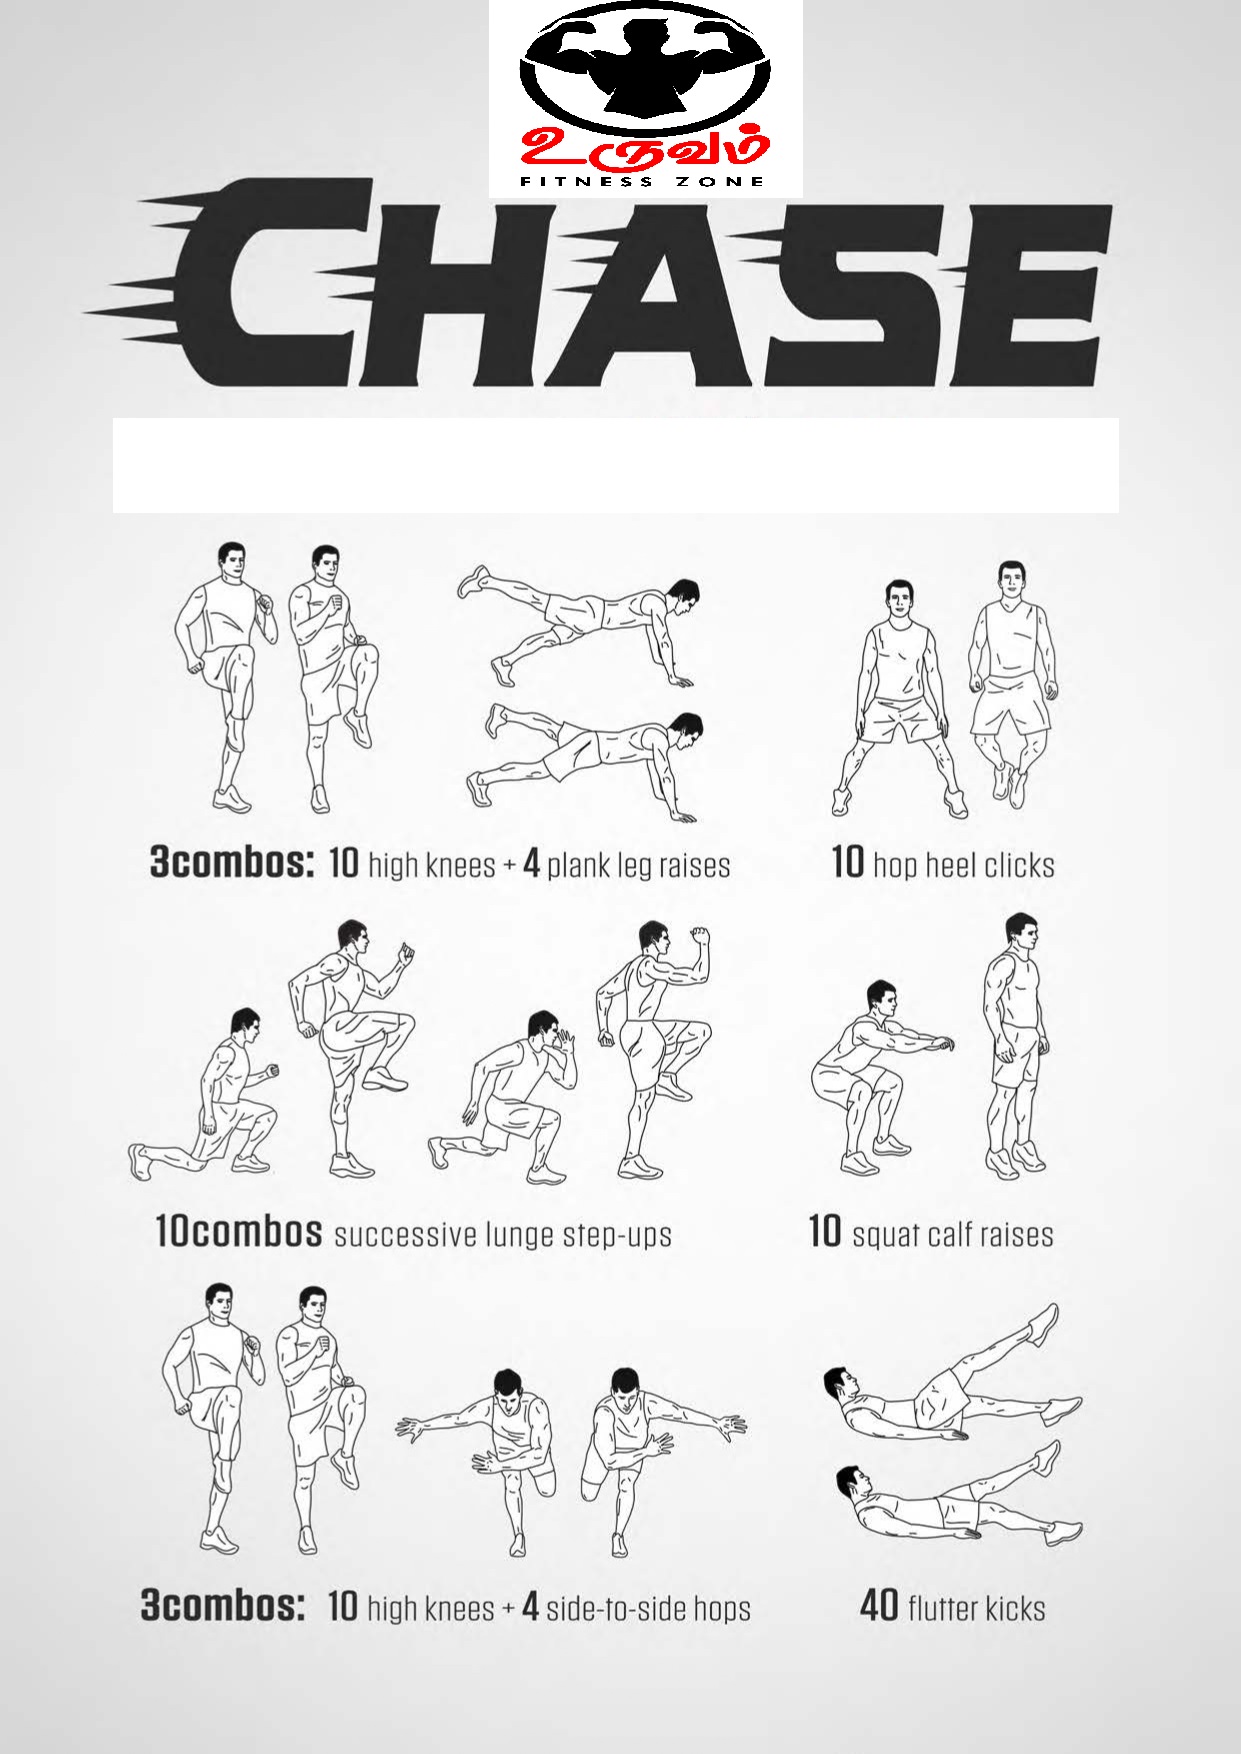 உருவம்
FITNESS ZONE
CHASE
3combos: 10 high knees + 4 plank leg raises
10 hop heel clicks
10combos successive lunge step-ups
10 squat calf raises
3combos: 10 high knees + 4 side-to-side hops
40 flutter kicks